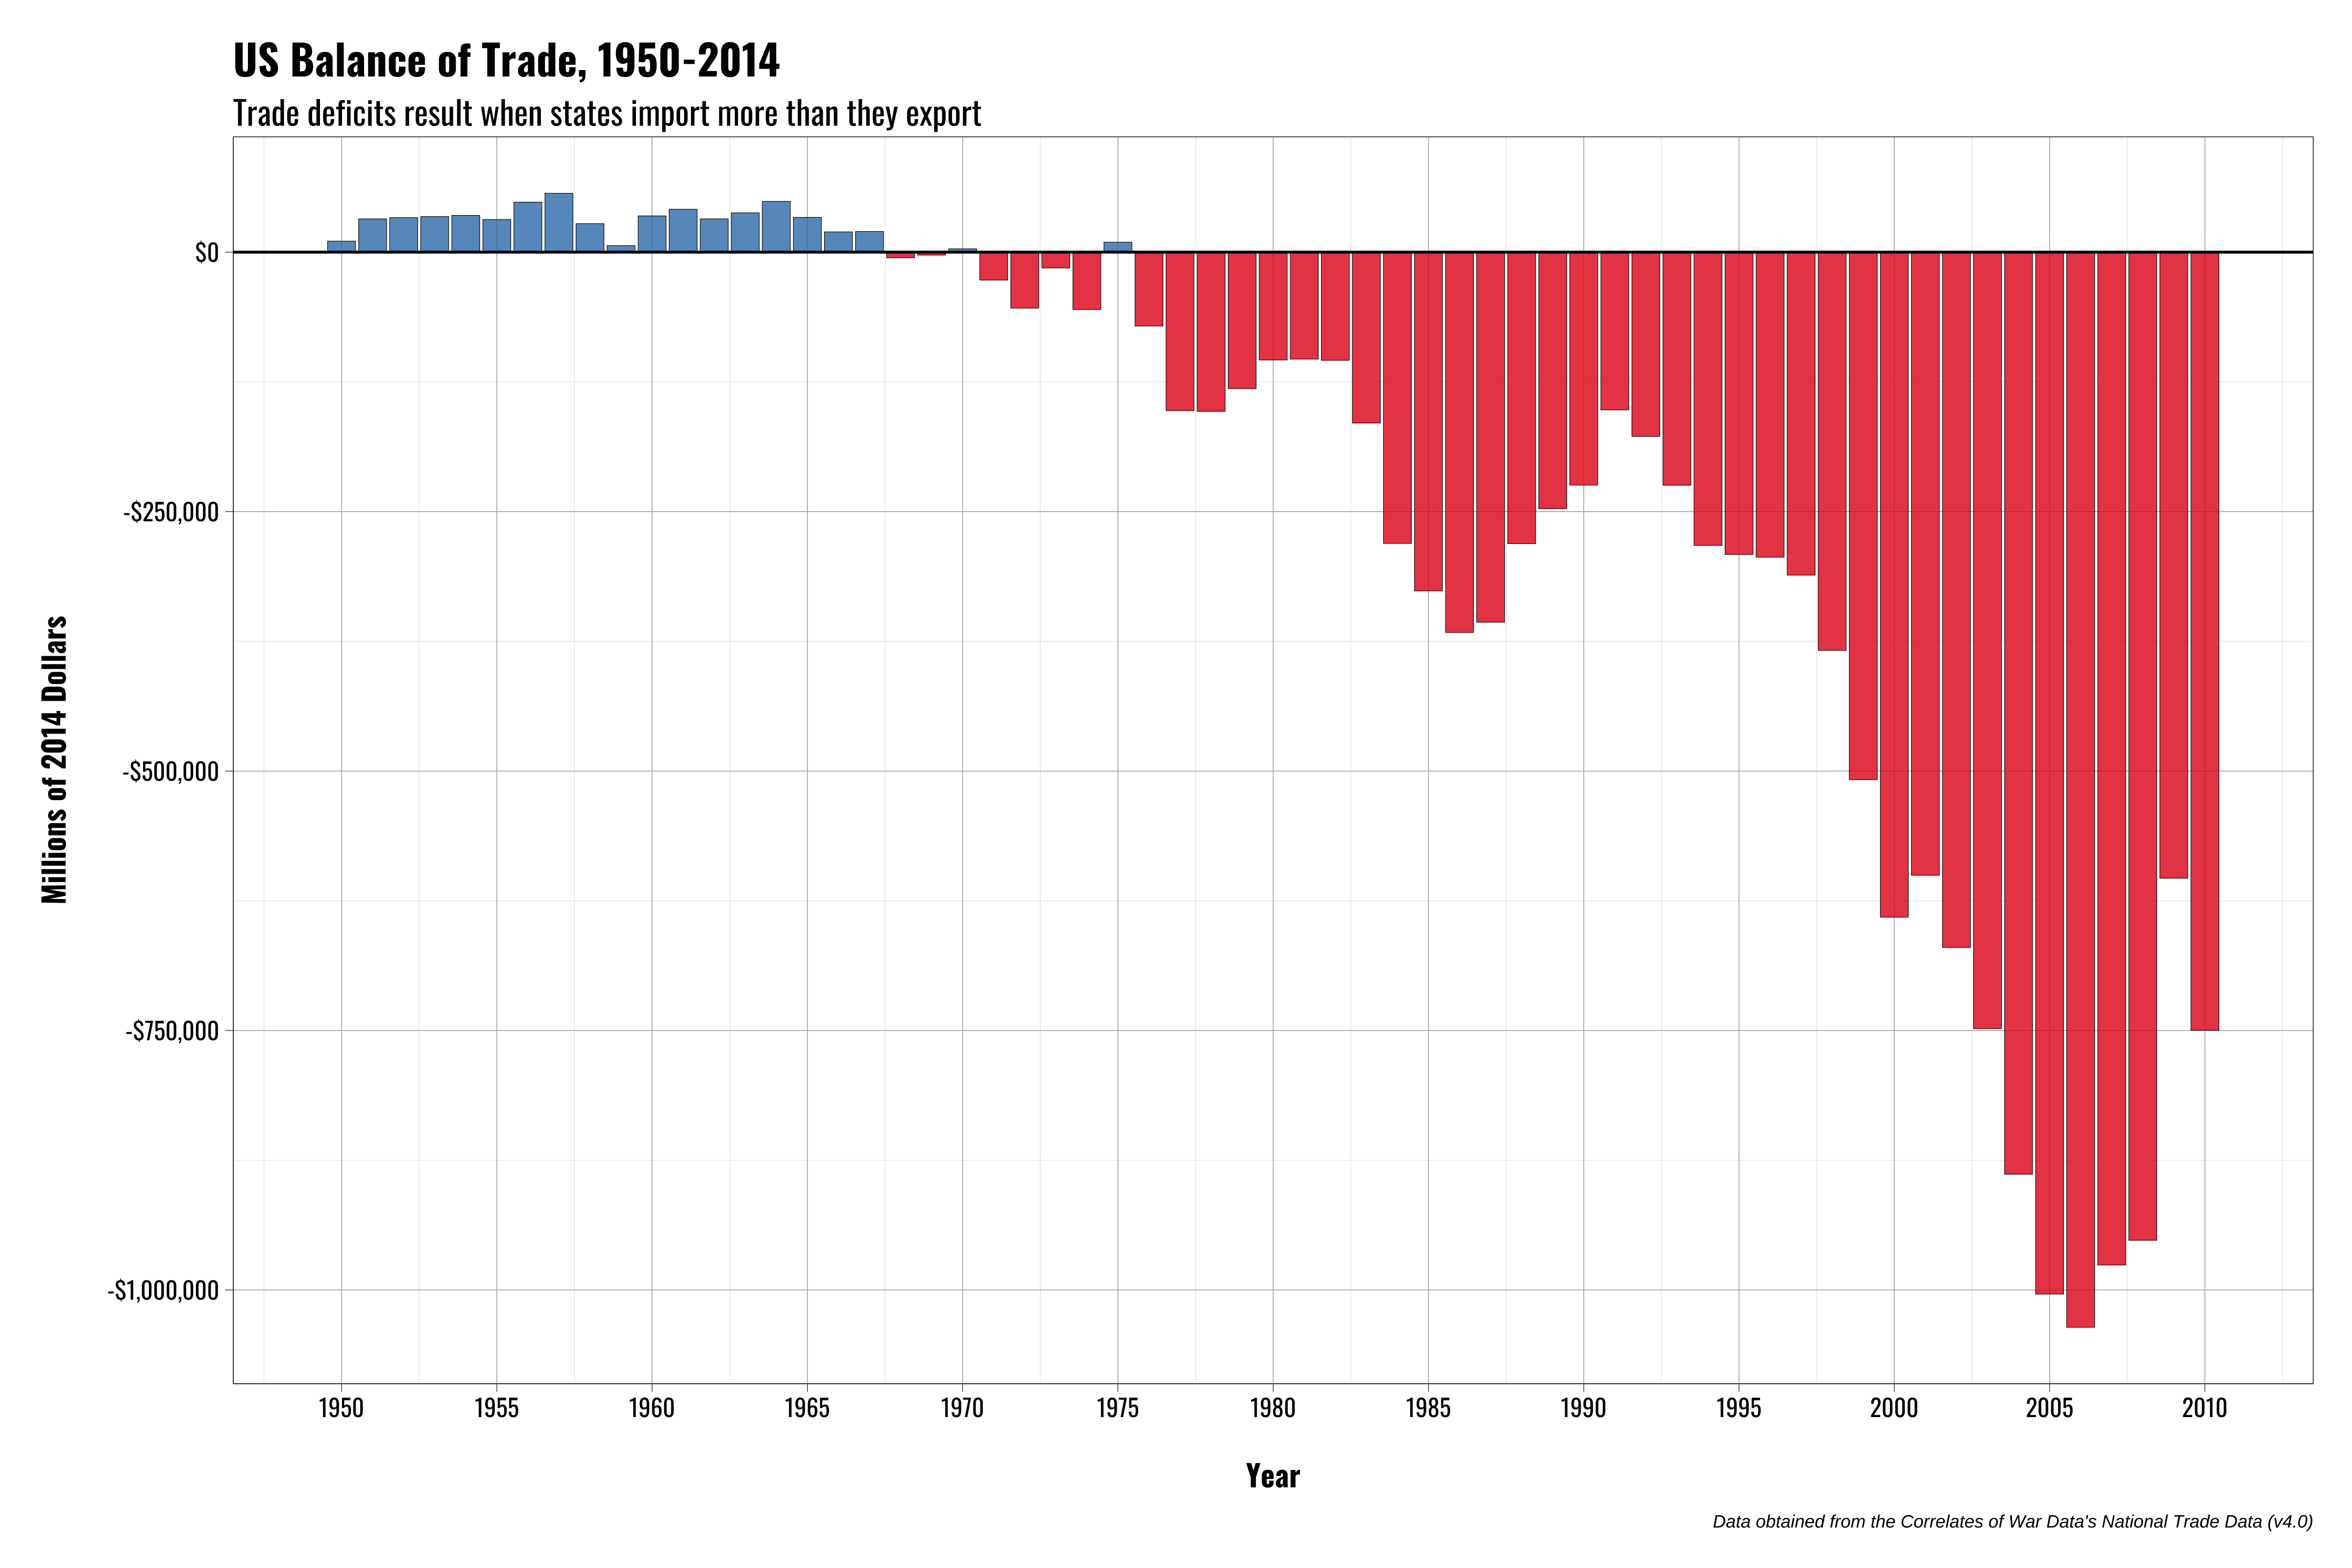 US Balance of Trade, 1950-2014
Trade deficits result when states import more than they export
$0
-$250,000
-$500,000
-$750,000
-$1,000,000
Millions of 2014 Dollars
1950 1955 1960 1965 1970 1975 1980 1985 1990 1995 2000 2005 2010
Year
Data obtained from the Correlates of War Data's National Trade Data (v4.0)